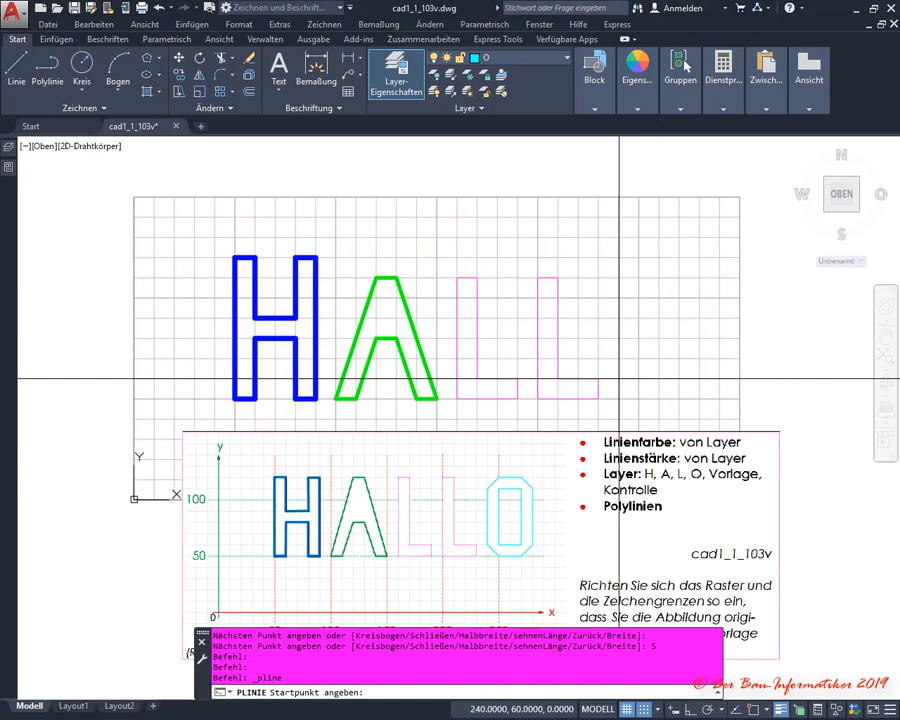 Zeichnen und Beschrift...
cad1_1_103v.dwg
Stichwort oder Frage eingeben
Anmelden
Datei Bearbeiten Ansicht Einfügen Format Extras Zeichnen Bemaßung Ändern Parametrisch Fenster Hilfe Express
Start Einfügen Beschriften Parametrisch Ansicht Verwalten Ausgabe Add-ins Zusammenarbeiten Express Tools Verfügbare Apps
0
Linie Polylinie Kreis Bogen Text Bemaßung Layer-
Eigenschaften
Block Eigens... Gruppen Dienstpr... Zwisch... Ansicht
Zeichnen Ändern Beschriftung Layer
Start cad1_1_103v* +
[−][Oben][2D-Drahtkörper]
N
W OBEN O
S
Unbenannt
HALL
Y
X
y
100
50
0
x
HALLO
Linienfarbe: von Layer
Linienstärke: von Layer
Layer: H, A, L, O, Vorlage,
Kontrolle
Polylinien
cad1_1_103v
Richten Sie sich das Raster und
die Zeichengrenzen so ein,
dass Sie die Abbildung origi-
orlage
Nächsten Punkt angeben oder [Kreisbogen/Schließen/Halbbreite/sehnenLänge/Zurück/Breite]:
Nächsten Punkt angeben oder [Kreisbogen/Schließen/Halbbreite/sehnenLänge/Zurück/Breite]: S
Befehl:
Befehl:
Befehl: _pline
PLINIE Startpunkt angeben:
© Der Bau-Informatiker 2019
Modell Layout1 Layout2 +
240.0000, 60.0000, 0.0000 MODELL